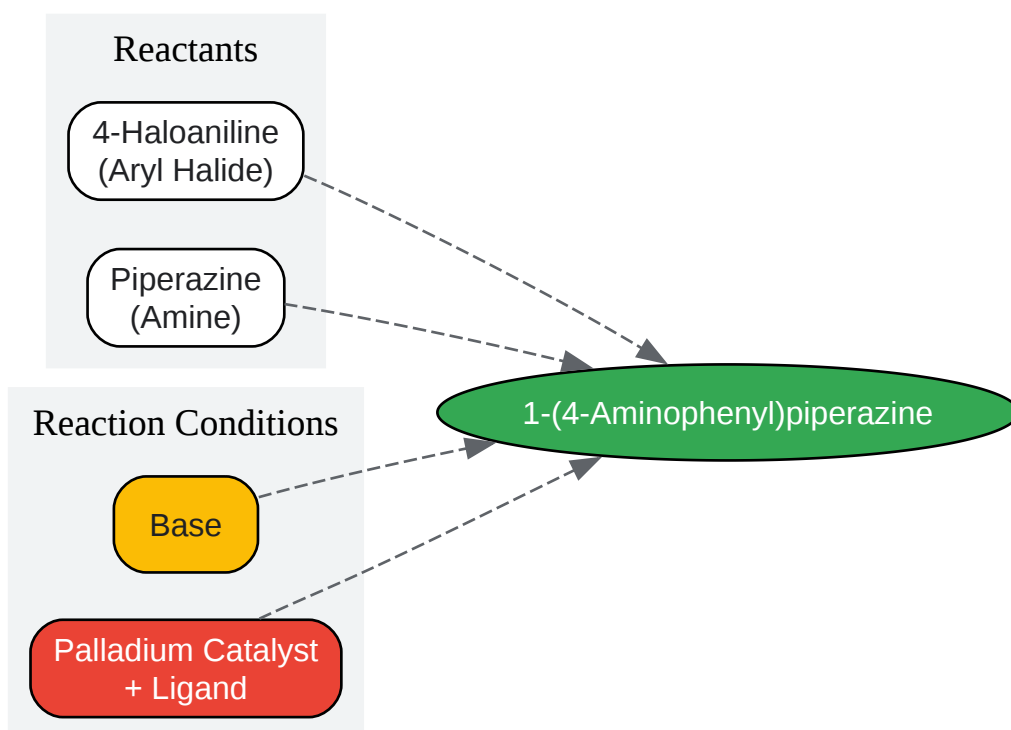 Reactants
4-Haloaniline
(Aryl Halide)
Piperazine
(Amine)
1-(4-Aminophenyl)piperazine
Reaction Conditions
Base
Palladium Catalyst
+ Ligand